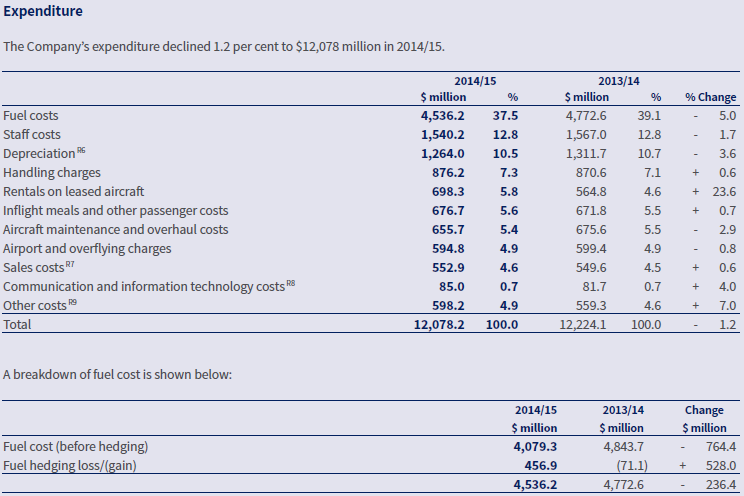 Expenditure
The Company's expenditure declined 1.2 per cent to $12,078 million in 2014/15.
2014/15 2013/14
$ million % $ million % % Change
Fuel costs 4,536.2 37.5 4,772.6 39.1 - 5.0
Staff costs 1,540.2 12.8 1,567.0 12.8 - 1.7
Depreciation R6 1,264.0 10.5 1,311.7 10.7 - 3.6
Handling charges 876.2 7.3 870.6 7.1 + 0.6
Rentals on leased aircraft 698.3 5.8 564.8 4.6 + 23.6
Inflight meals and other passenger costs 676.7 5.6 671.8 5.5 + 0.7
Aircraft maintenance and overhaul costs 655.7 5.4 675.6 5.5 - 2.9
Airport and overflying charges 594.8 4.9 599.4 4.9 - 0.8
Sales costs R7 552.9 4.6 549.6 4.5 + 0.6
Communication and information technology costs R8 85.0 0.7 81.7 0.7 + 4.0
Other costs R9 598.2 4.9 559.3 4.6 + 7.0
Total 12,078.2 100.0 12,224.1 100.0 - 1.2
A breakdown of fuel cost is shown below:
2014/15 2013/14 Change
$ million $ million $ million
Fuel cost (before hedging) 4,079.3 4,843.7 - 764.4
Fuel hedging loss/(gain) 456.9 (71.1) + 528.0
4,536.2 4,772.6 - 236.4